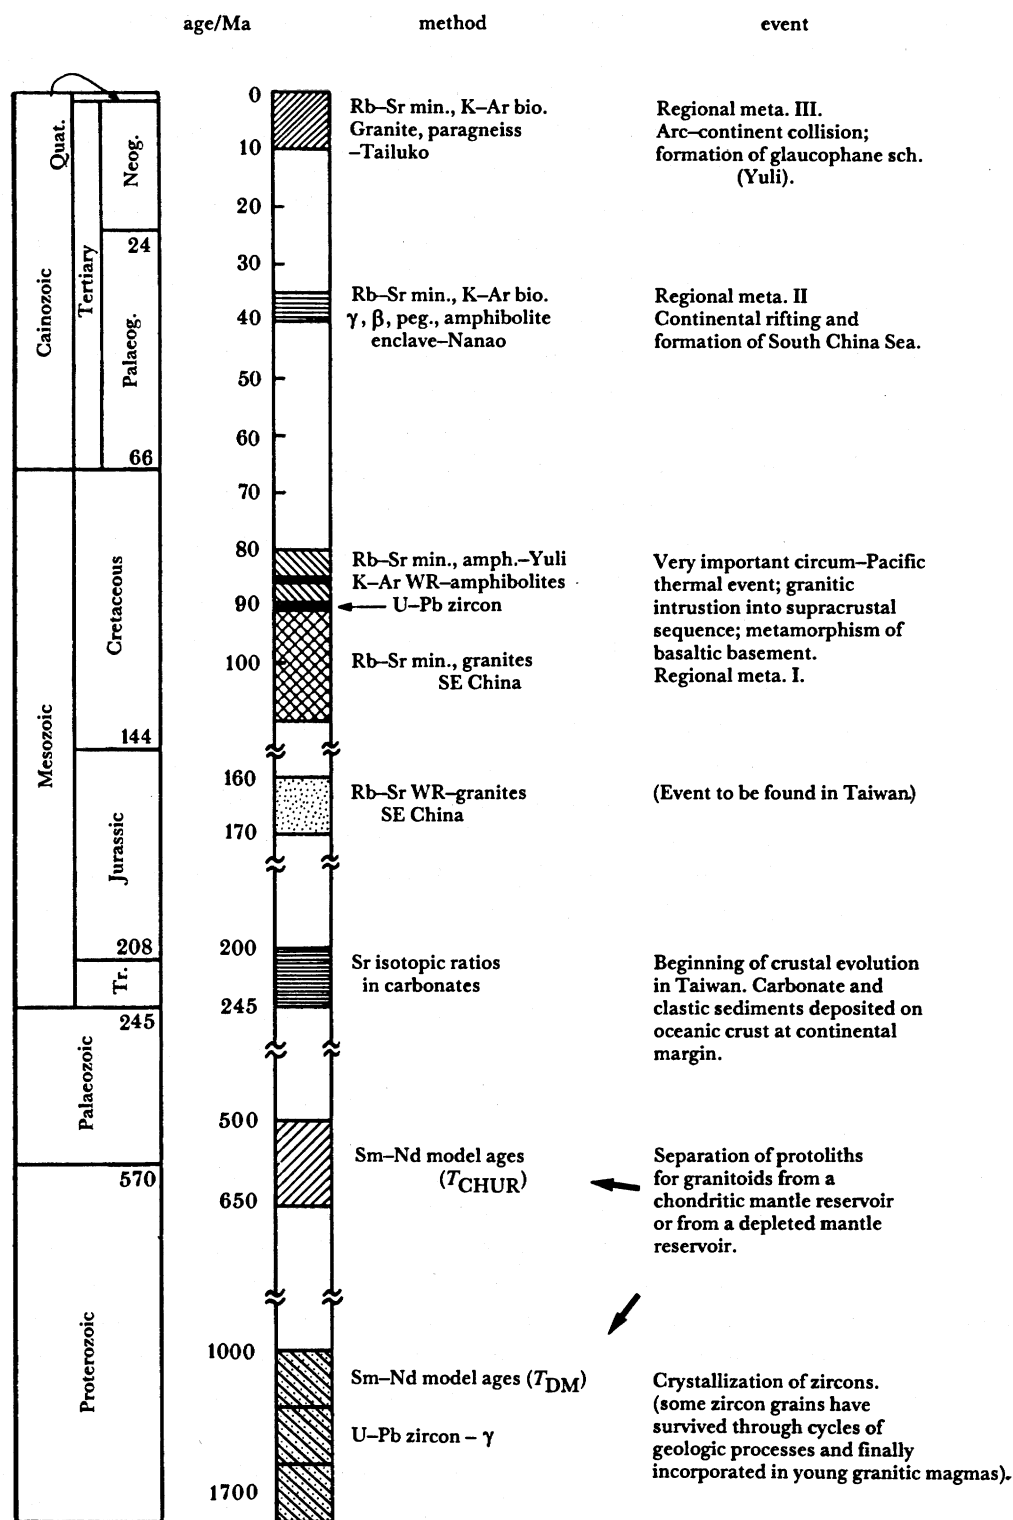 age/Ma method event
Quat.
Neog.
24
Tertiary
Palaeog.
66
Cainozoic
Cretaceous
144
Jurassic
208
Tr.
Mesozoic
245
Palaeozoic
570
Proterozoic
0
10
20
30
40
50
60
70
80
90
100
160
170
200
245
500
650
1000
1700
Rb–Sr min., K–Ar bio.
Granite, paragneiss
–Tailuko
Regional meta. III.
Arc–continent collision;
formation of glaucophane sch.
(Yuli).
Rb–Sr min., K–Ar bio.
γ, β, peg., amphibolite
enclave–Nanao
Regional meta. II
Continental rifting and
formation of South China Sea.
Rb–Sr min., amph.–Yuli
K–Ar WR–amphibolites
U–Pb zircon
Rb–Sr min., granites
SE China
Very important circum–Pacific
thermal event; granitic
intrustion into supracrustal
sequence; metamorphism of
basaltic basement.
Regional meta. I.
Rb–Sr WR–granites
SE China
(Event to be found in Taiwan)
Sr isotopic ratios
in carbonates
Beginning of crustal evolution
in Taiwan. Carbonate and
clastic sediments deposited on
oceanic crust at continental
margin.
Sm–Nd model ages
(TCHUR)
Separation of protoliths
for granitoids from a
chondritic mantle reservoir
or from a depleted mantle
reservoir.
Sm–Nd model ages (TDM)
U–Pb zircon – γ
Crystallization of zircons.
(some zircon grains have
survived through cycles of
geologic processes and finally
incorporated in young granitic magmas).